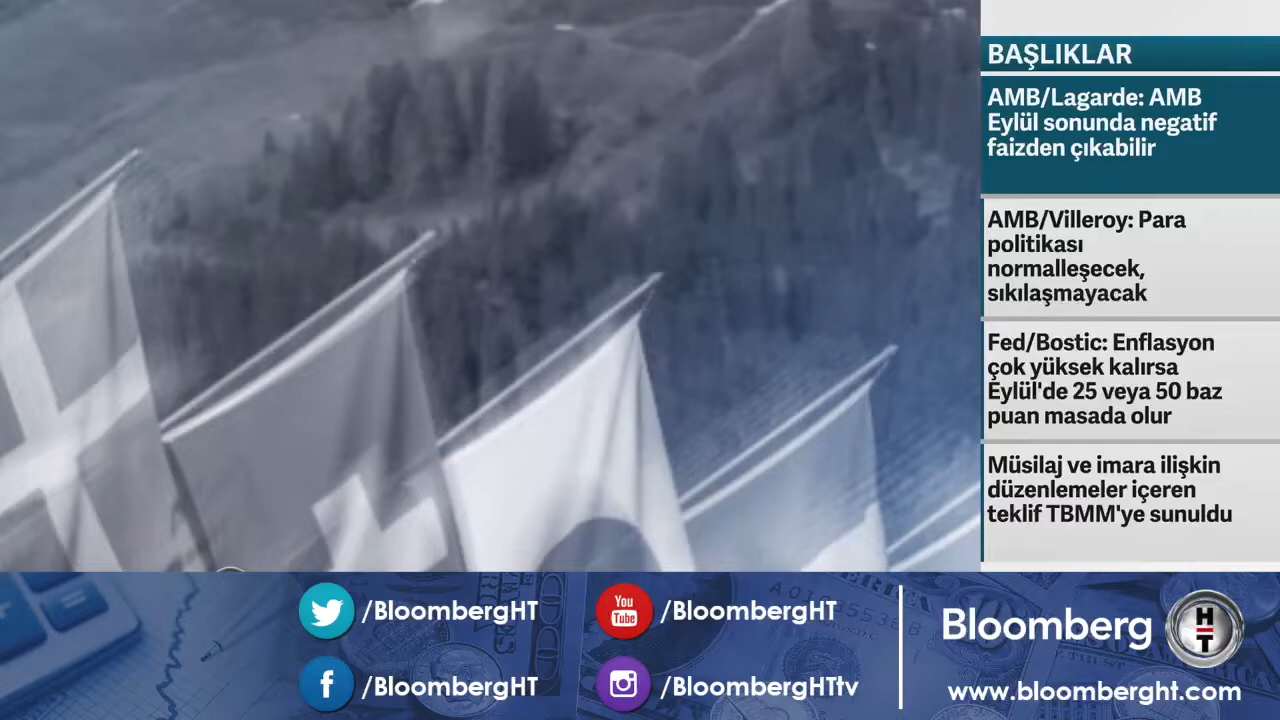 BAŞLIKLAR
AMB/Lagarde: AMB
Eylül sonunda negatif
faizden çıkabilir
AMB/Villeroy: Para
politikası
normalleşecek,
sıkılaşmayacak
Fed/Bostic: Enflasyon
çok yüksek kalırsa
Eylül'de 25 veya 50 baz
puan masada olur
Müsilaj ve imara ilişkin
düzenlemeler içeren
teklif TBMM'ye sunuldu
/BloombergHT
You
Tube
/BloombergHT
/BloombergHT
/BloombergHTtv
Bloomberg HT
www.bloomberght.com